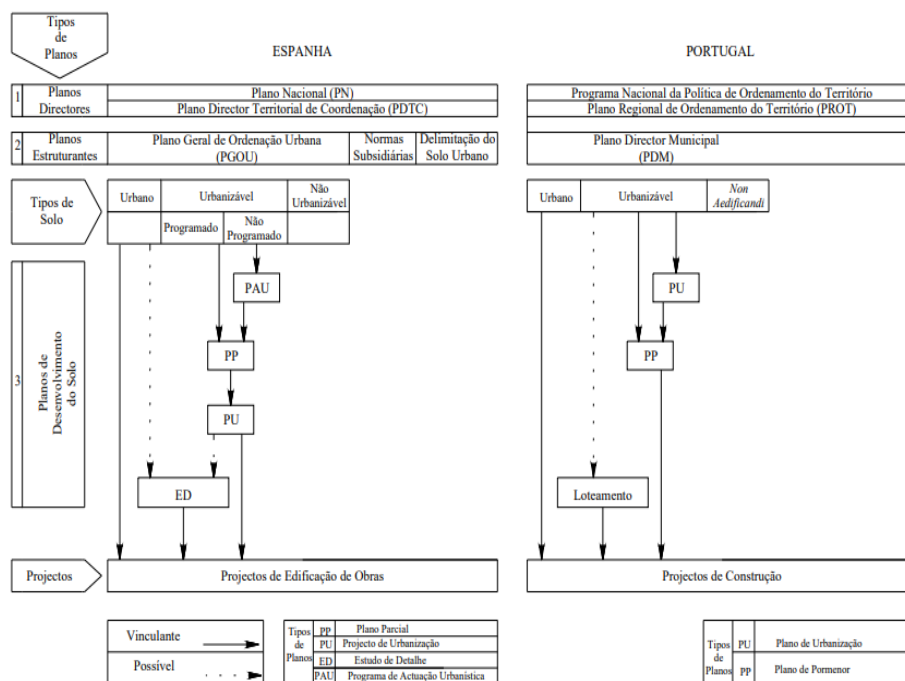 Tipos
de
Planos
ESPANHA
PORTUGAL
1
Planos
Directores
Plano Nacional (PN)
Plano Director Territorial de Coordenação (PDTC)
Programa Nacional da Política de Ordenamento do Território
Plano Regional de Ordenamento do Território (PROT)
2
Planos
Estruturantes
Plano Geral de Ordenação Urbana
(PGOU)
Normas
Subsidiárias
Delimitação do
Solo Urbano
Plano Director Municipal
(PDM)
Tipos de
Solo
Urbano
Urbanizável
Não
Urbanizável
Programado
Não
Programado
Urbano
Urbanizável
Non
Aedificandi
3
Planos de
Desenvolvimento
do Solo
PAU
PP
PU
ED
PU
PP
Loteamento
Projectos
Projectos de Edificação de Obras
Projectos de Construção
Vinculante
Possível
Tipos
de
Planos
PP Plano Parcial
PU Projecto de Urbanização
ED Estudo de Detalhe
PAU Programa de Actuação Urbanística
Tipos
de
Planos
PU Plano de Urbanização
PP Plano de Pormenor